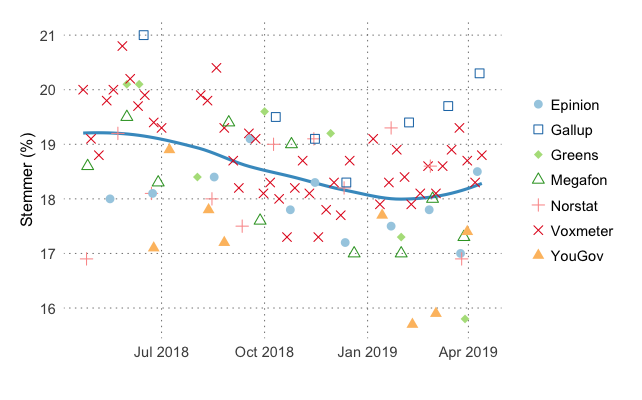 Stemmer (%)
21
20
19
18
17
16
Jul 2018
Oct 2018
Jan 2019
Apr 2019
Epinion
Gallup
Greens
Megafon
Norstat
Voxmeter
YouGov